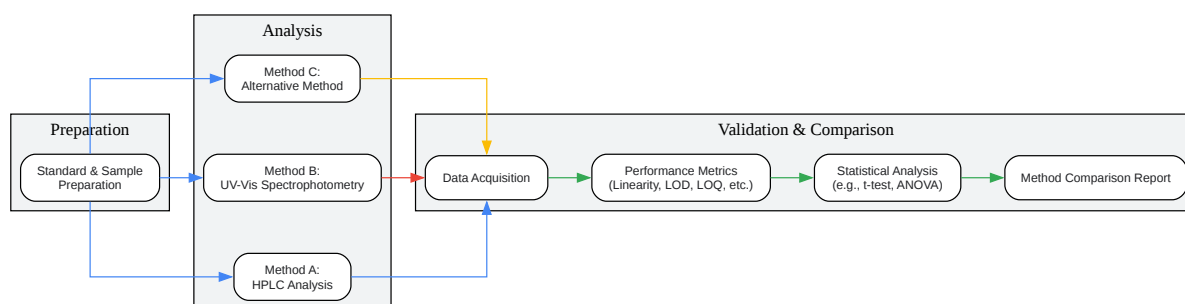 Analysis
Method C:
Alternative Method
Preparation
Validation & Comparison
Standard & Sample
Preparation
Method B:
UV-Vis Spectrophotometry
Data Acquisition
Performance Metrics
(Linearity, LOD, LOQ, etc.)
Statistical Analysis
(e.g., t-test, ANOVA)
Method Comparison Report
Method A:
HPLC Analysis